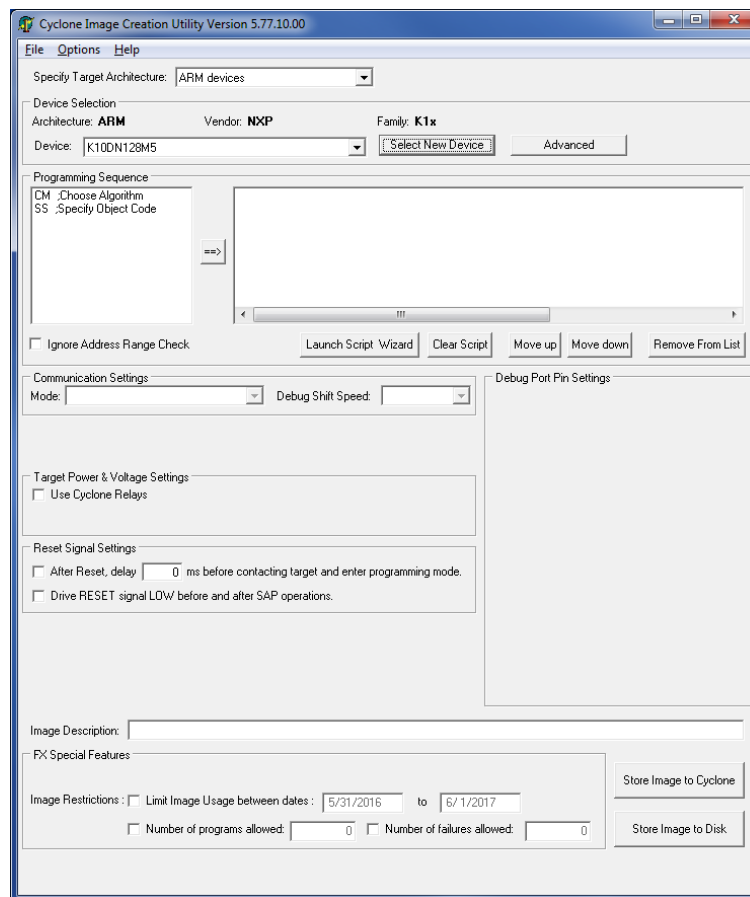 Cyclone Image Creation Utility Version 5.77.10.00
File Options Help
Specify Target Architecture: ARM devices
Device Selection
Architecture: ARM Vendor: NXP Family: K1x
Device: K10DN128M5 Select New Device Advanced
Programming Sequence
CM ;Choose Algorithm
SS ;Specify Object Code
==>
Ignore Address Range Check Launch Script Wizard Clear Script Move up Move down Remove From List
Communication Settings Debug Port Pin Settings
Mode: Debug Shift Speed:
Target Power & Voltage Settings
Use Cyclone Relays
Reset Signal Settings
After Reset, delay 0 ms before contacting target and enter programming mode.
Drive RESET signal LOW before and after SAP operations.
Image Description:
FX Special Features
Store Image to Cyclone
Image Restrictions : Limit Image Usage between dates : 5/31/2016 to 6/ 1/2017
Number of programs allowed: 0 Number of failures allowed: 0 Store Image to Disk